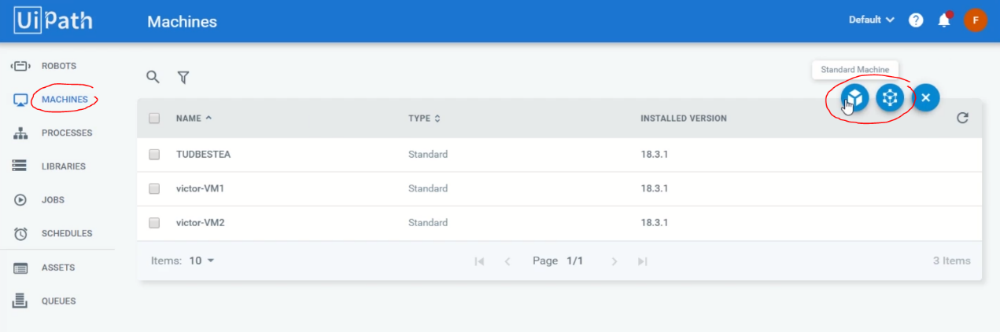 UiPath Machines Default ? F
ROBOTS
MACHINES
PROCESSES
LIBRARIES
JOBS
SCHEDULES
ASSETS
QUEUES
Standard Machine
NAME TYPE INSTALLED VERSION
TUDBESTEA Standard 18.3.1
victor-VM1 Standard 18.3.1
victor-VM2 Standard 18.3.1
Items: 10 Page 1/1 3 Items